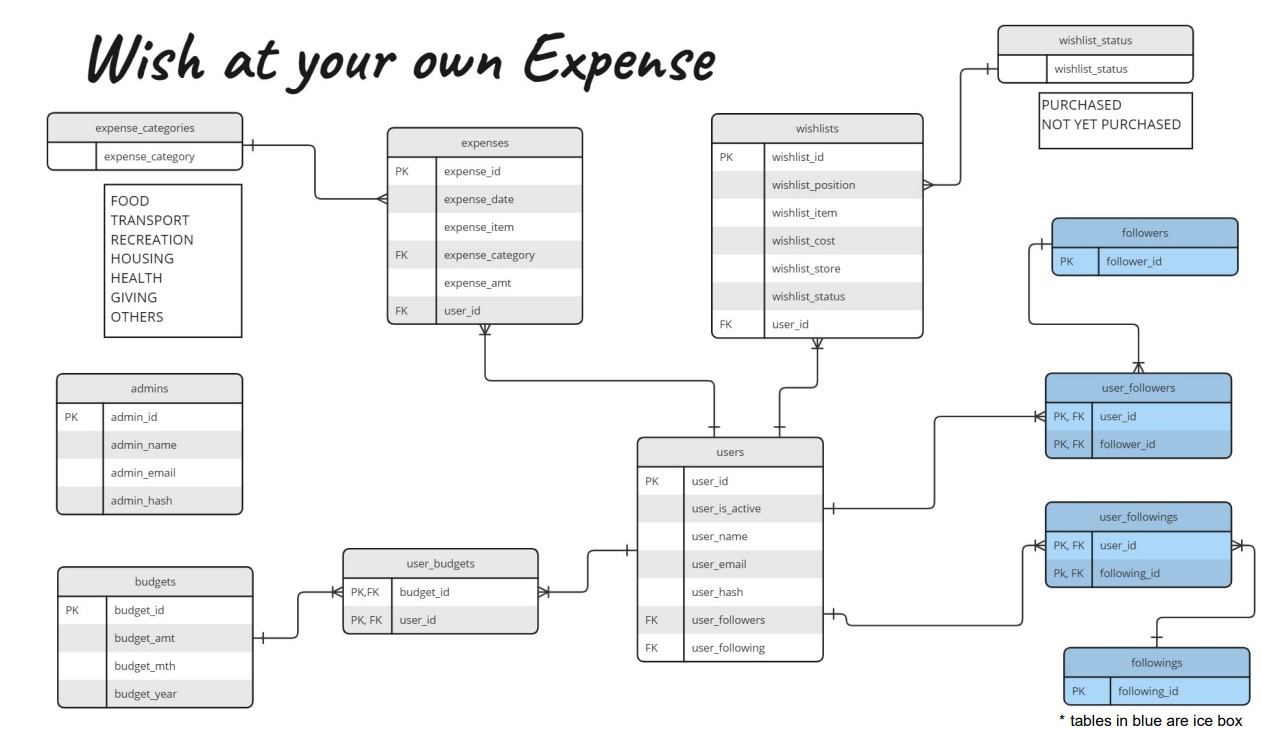 Wish at your own Expense
wishlist_status
wishlist_status
PURCHASED
NOT YET PURCHASED
expense_categories
expense_category
FOOD
TRANSPORT
RECREATION
HOUSING
HEALTH
GIVING
OTHERS
expenses
PK expense_id
expense_date
expense_item
FK expense_category
expense_amt
FK user_id
wishlists
PK wishlist_id
wishlist_position
wishlist_item
wishlist_cost
wishlist_store
wishlist_status
FK user_id
followers
PK follower_id
admins
PK admin_id
admin_name
admin_email
admin_hash
user_followers
PK, FK user_id
PK, FK follower_id
users
PK user_id
user_is_active
user_name
user_email
user_hash
FK user_followers
FK user_following
user_followings
PK, FK user_id
Pk, FK following_id
budgets
PK budget_id
budget_amt
budget_mth
budget_year
user_budgets
PK,FK budget_id
PK, FK user_id
followings
PK following_id
* tables in blue are ice box